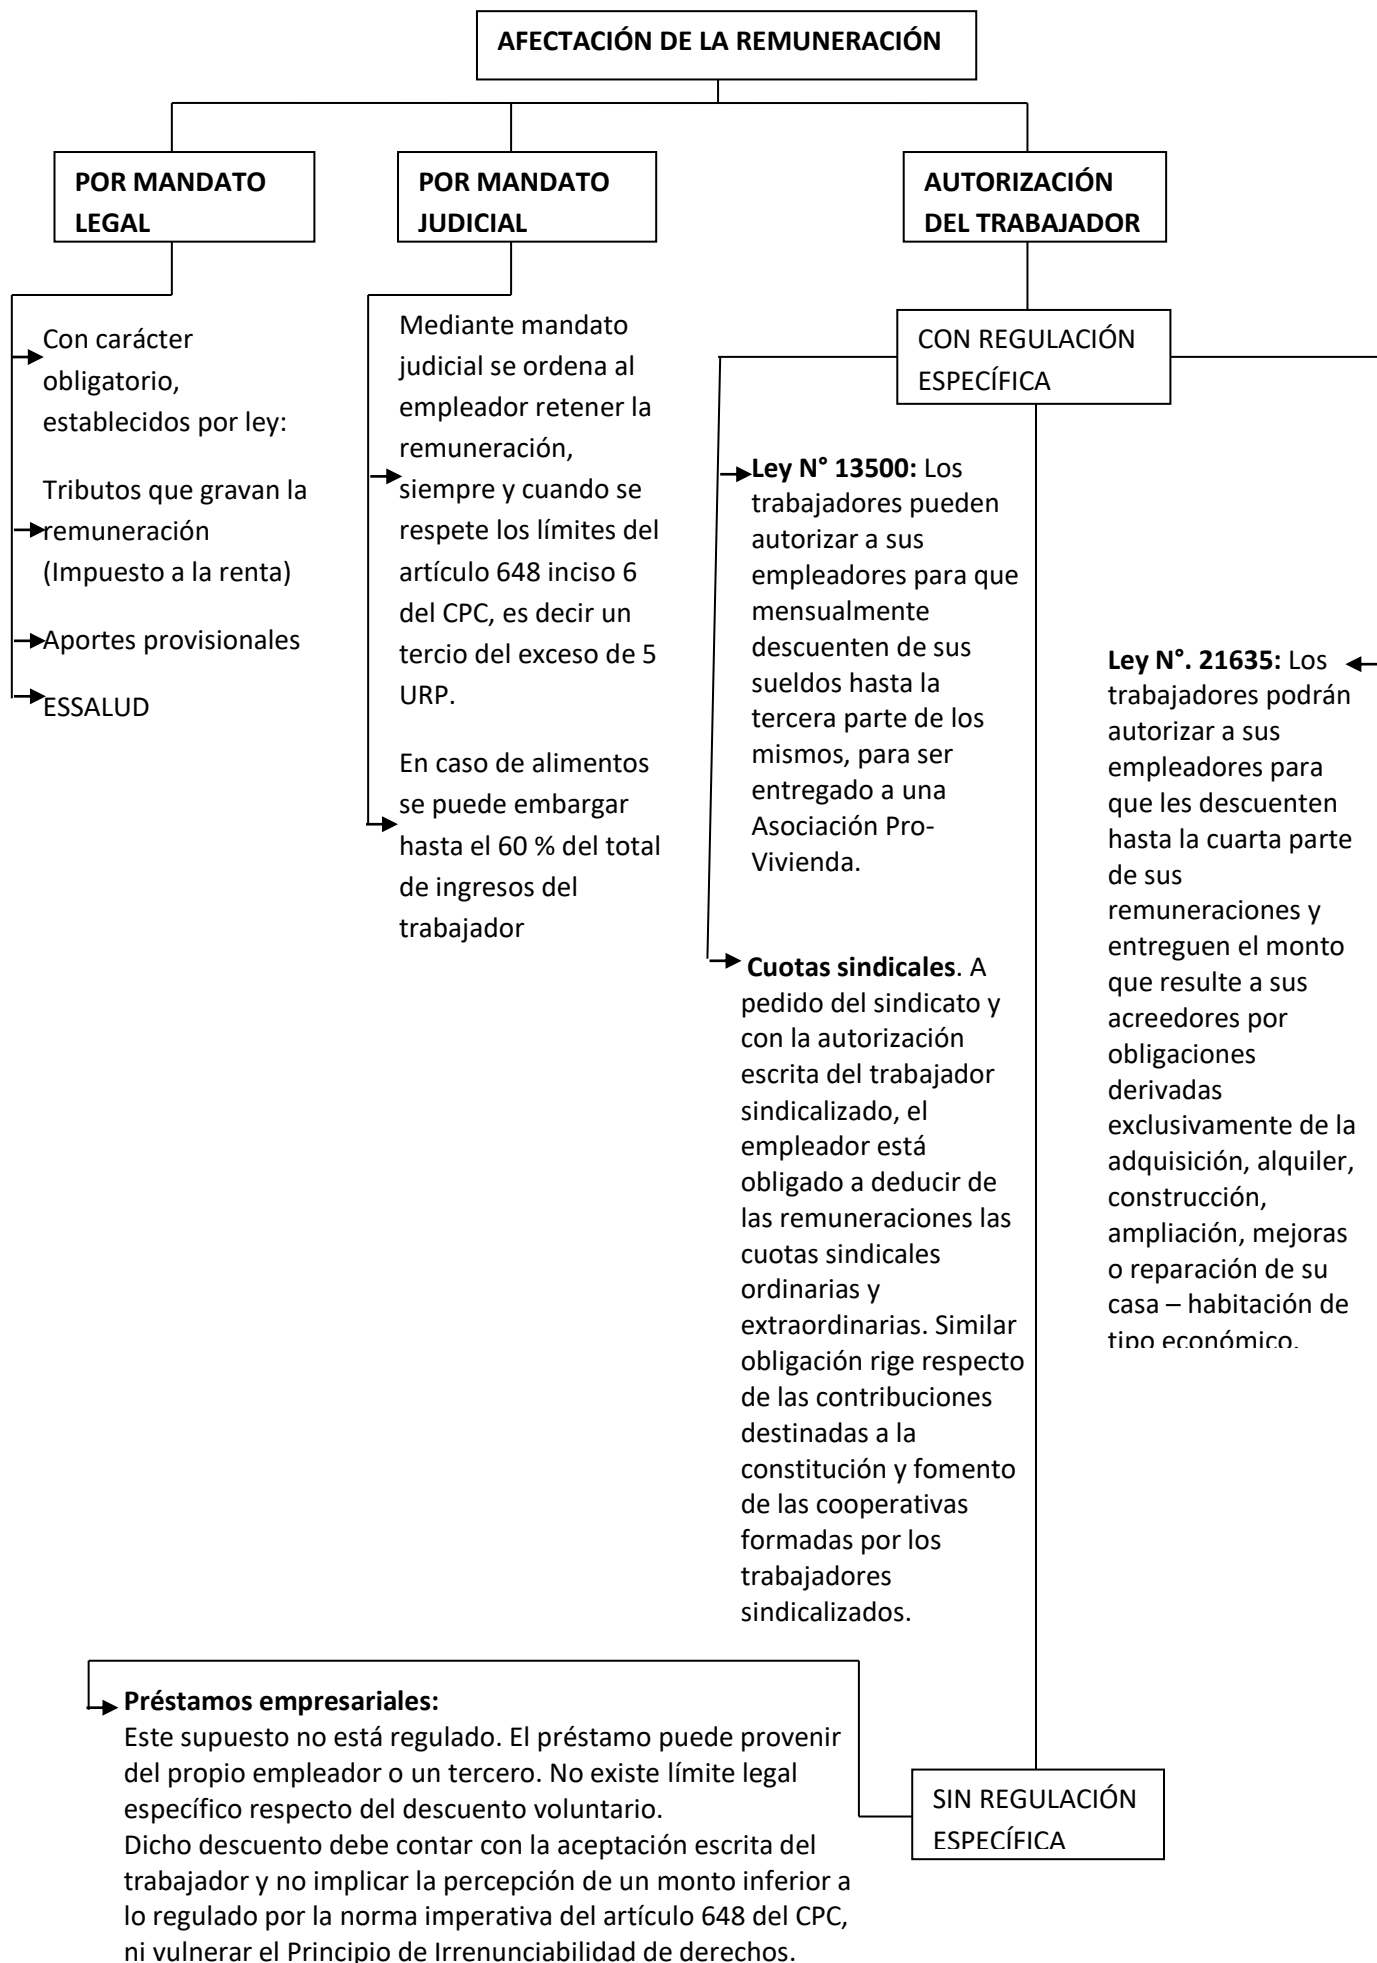 AFECTACIÓN DE LA REMUNERACIÓN
POR MANDATO
LEGAL
Con carácter
obligatorio,
establecidos por ley:
Tributos que gravan la
remuneración
(Impuesto a la renta)
Aportes provisionales
ESSALUD
POR MANDATO
JUDICIAL
Mediante mandato
judicial se ordena al
empleador retener la
remuneración,
siempre y cuando se
respete los límites del
artículo 648 inciso 6
del CPC, es decir un
tercio del exceso de 5
URP.
En caso de alimentos
se puede embargar
hasta el 60 % del total
de ingresos del
trabajador
AUTORIZACIÓN
DEL TRABAJADOR
CON REGULACIÓN
ESPECÍFICA
Ley N° 13500: Los
trabajadores pueden
autorizar a sus
empleadores para que
mensualmente
descuenten de sus
sueldos hasta la
tercera parte de los
mismos, para ser
entregado a una
Asociación Pro-
Vivienda.
Cuotas sindicales. A
pedido del sindicato y
con la autorización
escrita del trabajador
sindicalizado, el
empleador está
obligado a deducir de
las remuneraciones las
cuotas sindicales
ordinarias y
extraordinarias. Similar
obligación rige respecto
de las contribuciones
destinadas a la
constitución y fomento
de las cooperativas
formadas por los
trabajadores
sindicalizados.
Ley N°. 21635: Los
trabajadores podrán
autorizar a sus
empleadores para
que les descuenten
hasta la cuarta parte
de sus
remuneraciones y
entreguen el monto
que resulte a sus
acreedores por
obligaciones
derivadas
exclusivamente de la
adquisición, alquiler,
construcción,
ampliación, mejoras
o reparación de su
casa – habitación de
tipo económico.
SIN REGULACIÓN
ESPECÍFICA
Préstamos empresariales:
Este supuesto no está regulado. El préstamo puede provenir
del propio empleador o un tercero. No existe límite legal
específico respecto del descuento voluntario.
Dicho descuento debe contar con la aceptación escrita del
trabajador y no implicar la percepción de un monto inferior a
lo regulado por la norma imperativa del artículo 648 del CPC,
ni vulnerar el Principio de Irrenunciabilidad de derechos.